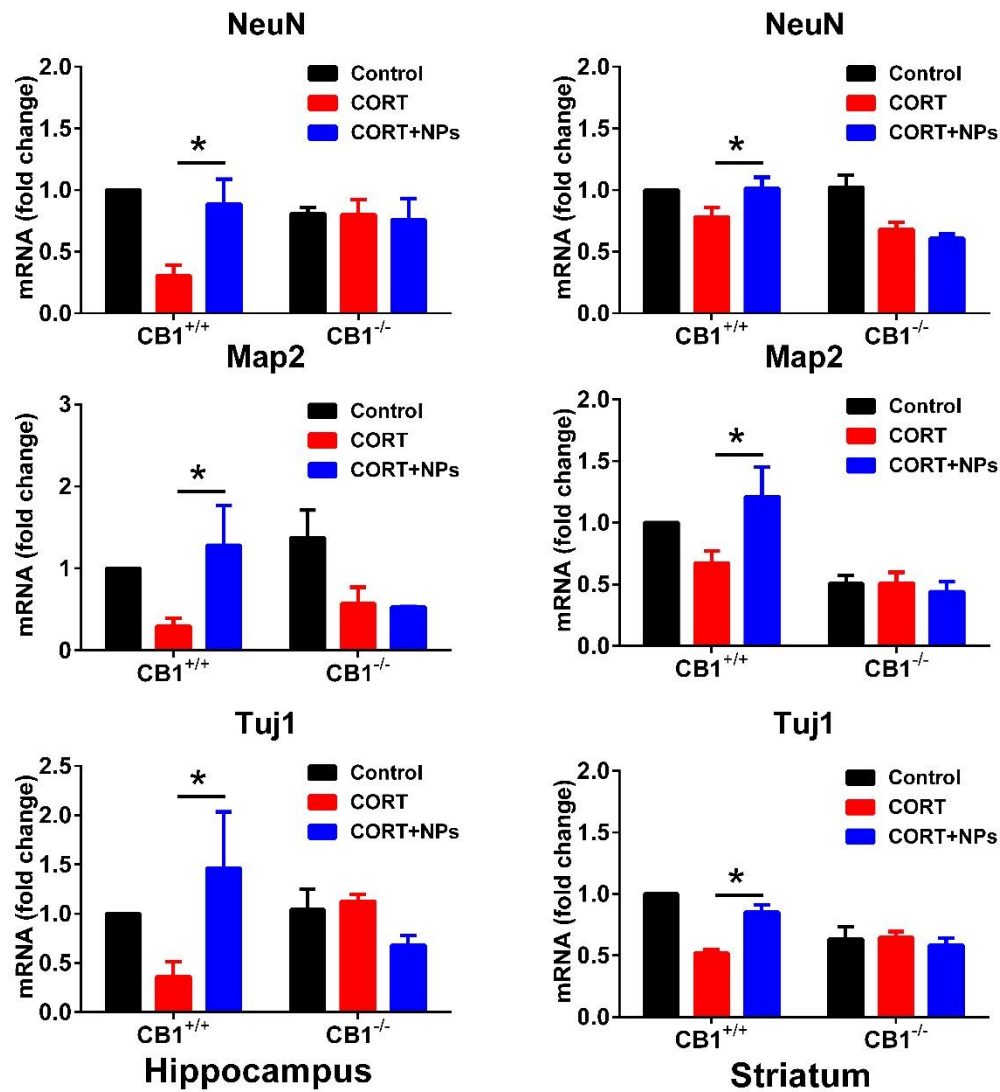 NeuN
mRNA (fold change)
2.0
1.5
1.0
0.5
0.0
Control
CORT
CORT+NPs
*
CB1+/+
CB1-/-
NeuN
mRNA (fold change)
2.0
1.5
1.0
0.5
0.0
Control
CORT
CORT+NPs
*
CB1+/+
CB1-/-
Map2
mRNA (fold change)
3
2
1
0
Control
CORT
CORT+NPs
*
CB1+/+
CB1-/-
Map2
mRNA (fold change)
2.0
1.5
1.0
0.5
0.0
Control
CORT
CORT+NPs
*
CB1+/+
CB1-/-
Tuj1
mRNA (fold change)
2.5
2.0
1.5
1.0
0.5
0.0
Control
CORT
CORT+NPs
*
CB1+/+
CB1-/-
Hippocampus
Tuj1
mRNA (fold change)
2.0
1.5
1.0
0.5
0.0
Control
CORT
CORT+NPs
*
CB1+/+
CB1-/-
Striatum